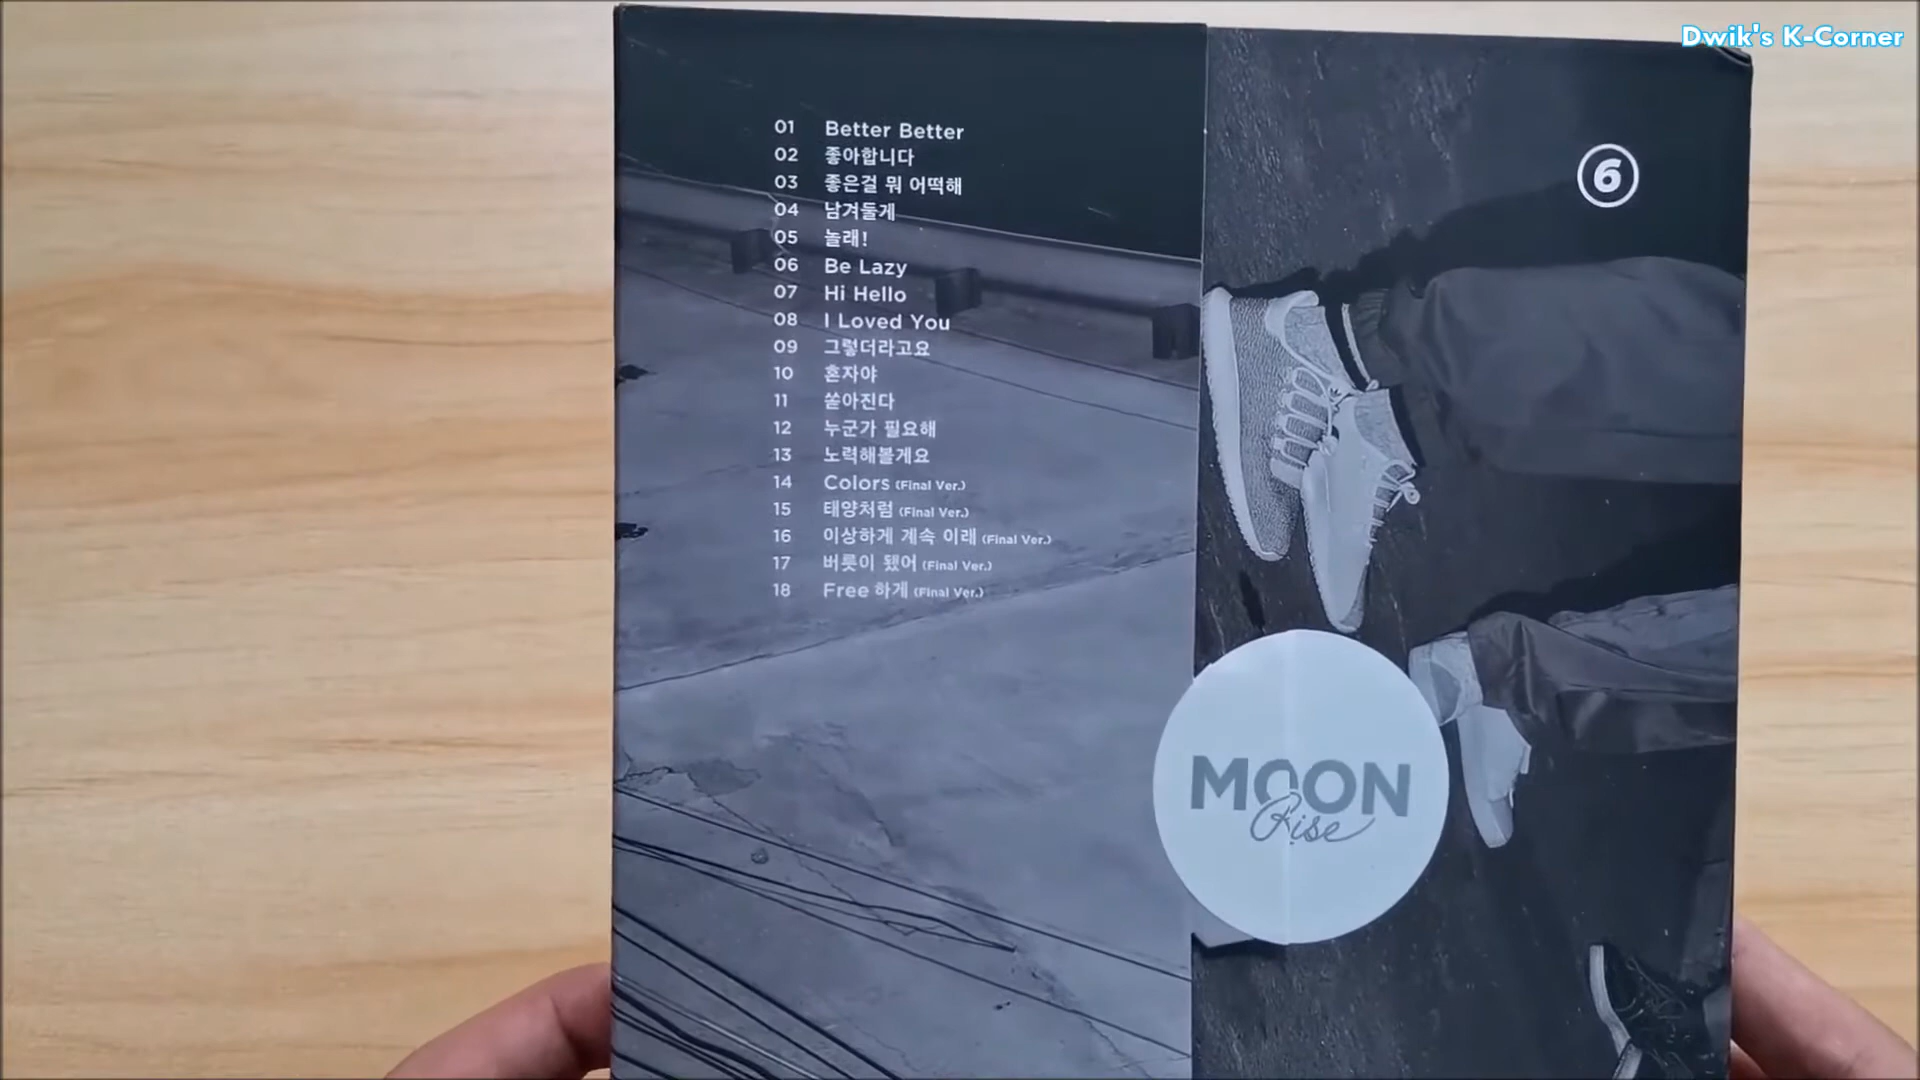 Dwik's K-Corner
01 Better Better
02 좋아합니다
03 좋은걸 뭐 어떡해
04 남겨둘게
05 놀래!
06 Be Lazy
07 Hi Hello
08 I Loved You
09 그렇더라고요
10 혼자야
11 쏟아진다
12 누군가 필요해
13 노력해볼게요
14 Colors (Final Ver.)
15 태양처럼 (Final Ver.)
16 이상하게 계속 이래 (Final Ver.)
17 버릇이 됐어 (Final Ver.)
18 Free 하게 (Final Ver.)
6
MOON
Rise